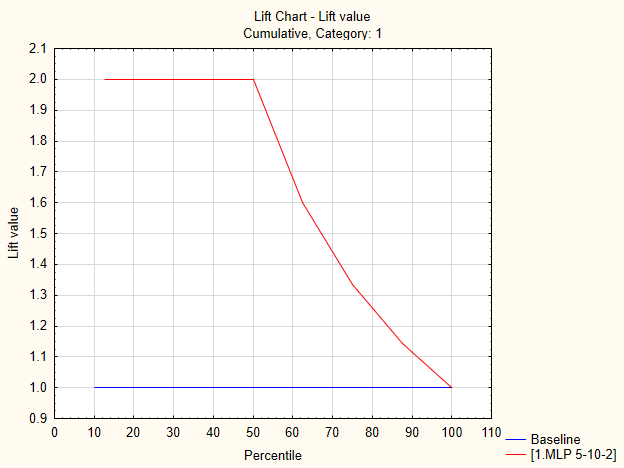 Lift Chart - Lift value
Cumulative, Category: 1
2.1
2.0
1.9
1.8
1.7
1.6
1.5
1.4
1.3
1.2
1.1
1.0
0.9
Lift value
0 10 20 30 40 50 60 70 80 90 100 110
Percentile
Baseline
[1.MLP 5-10-2]